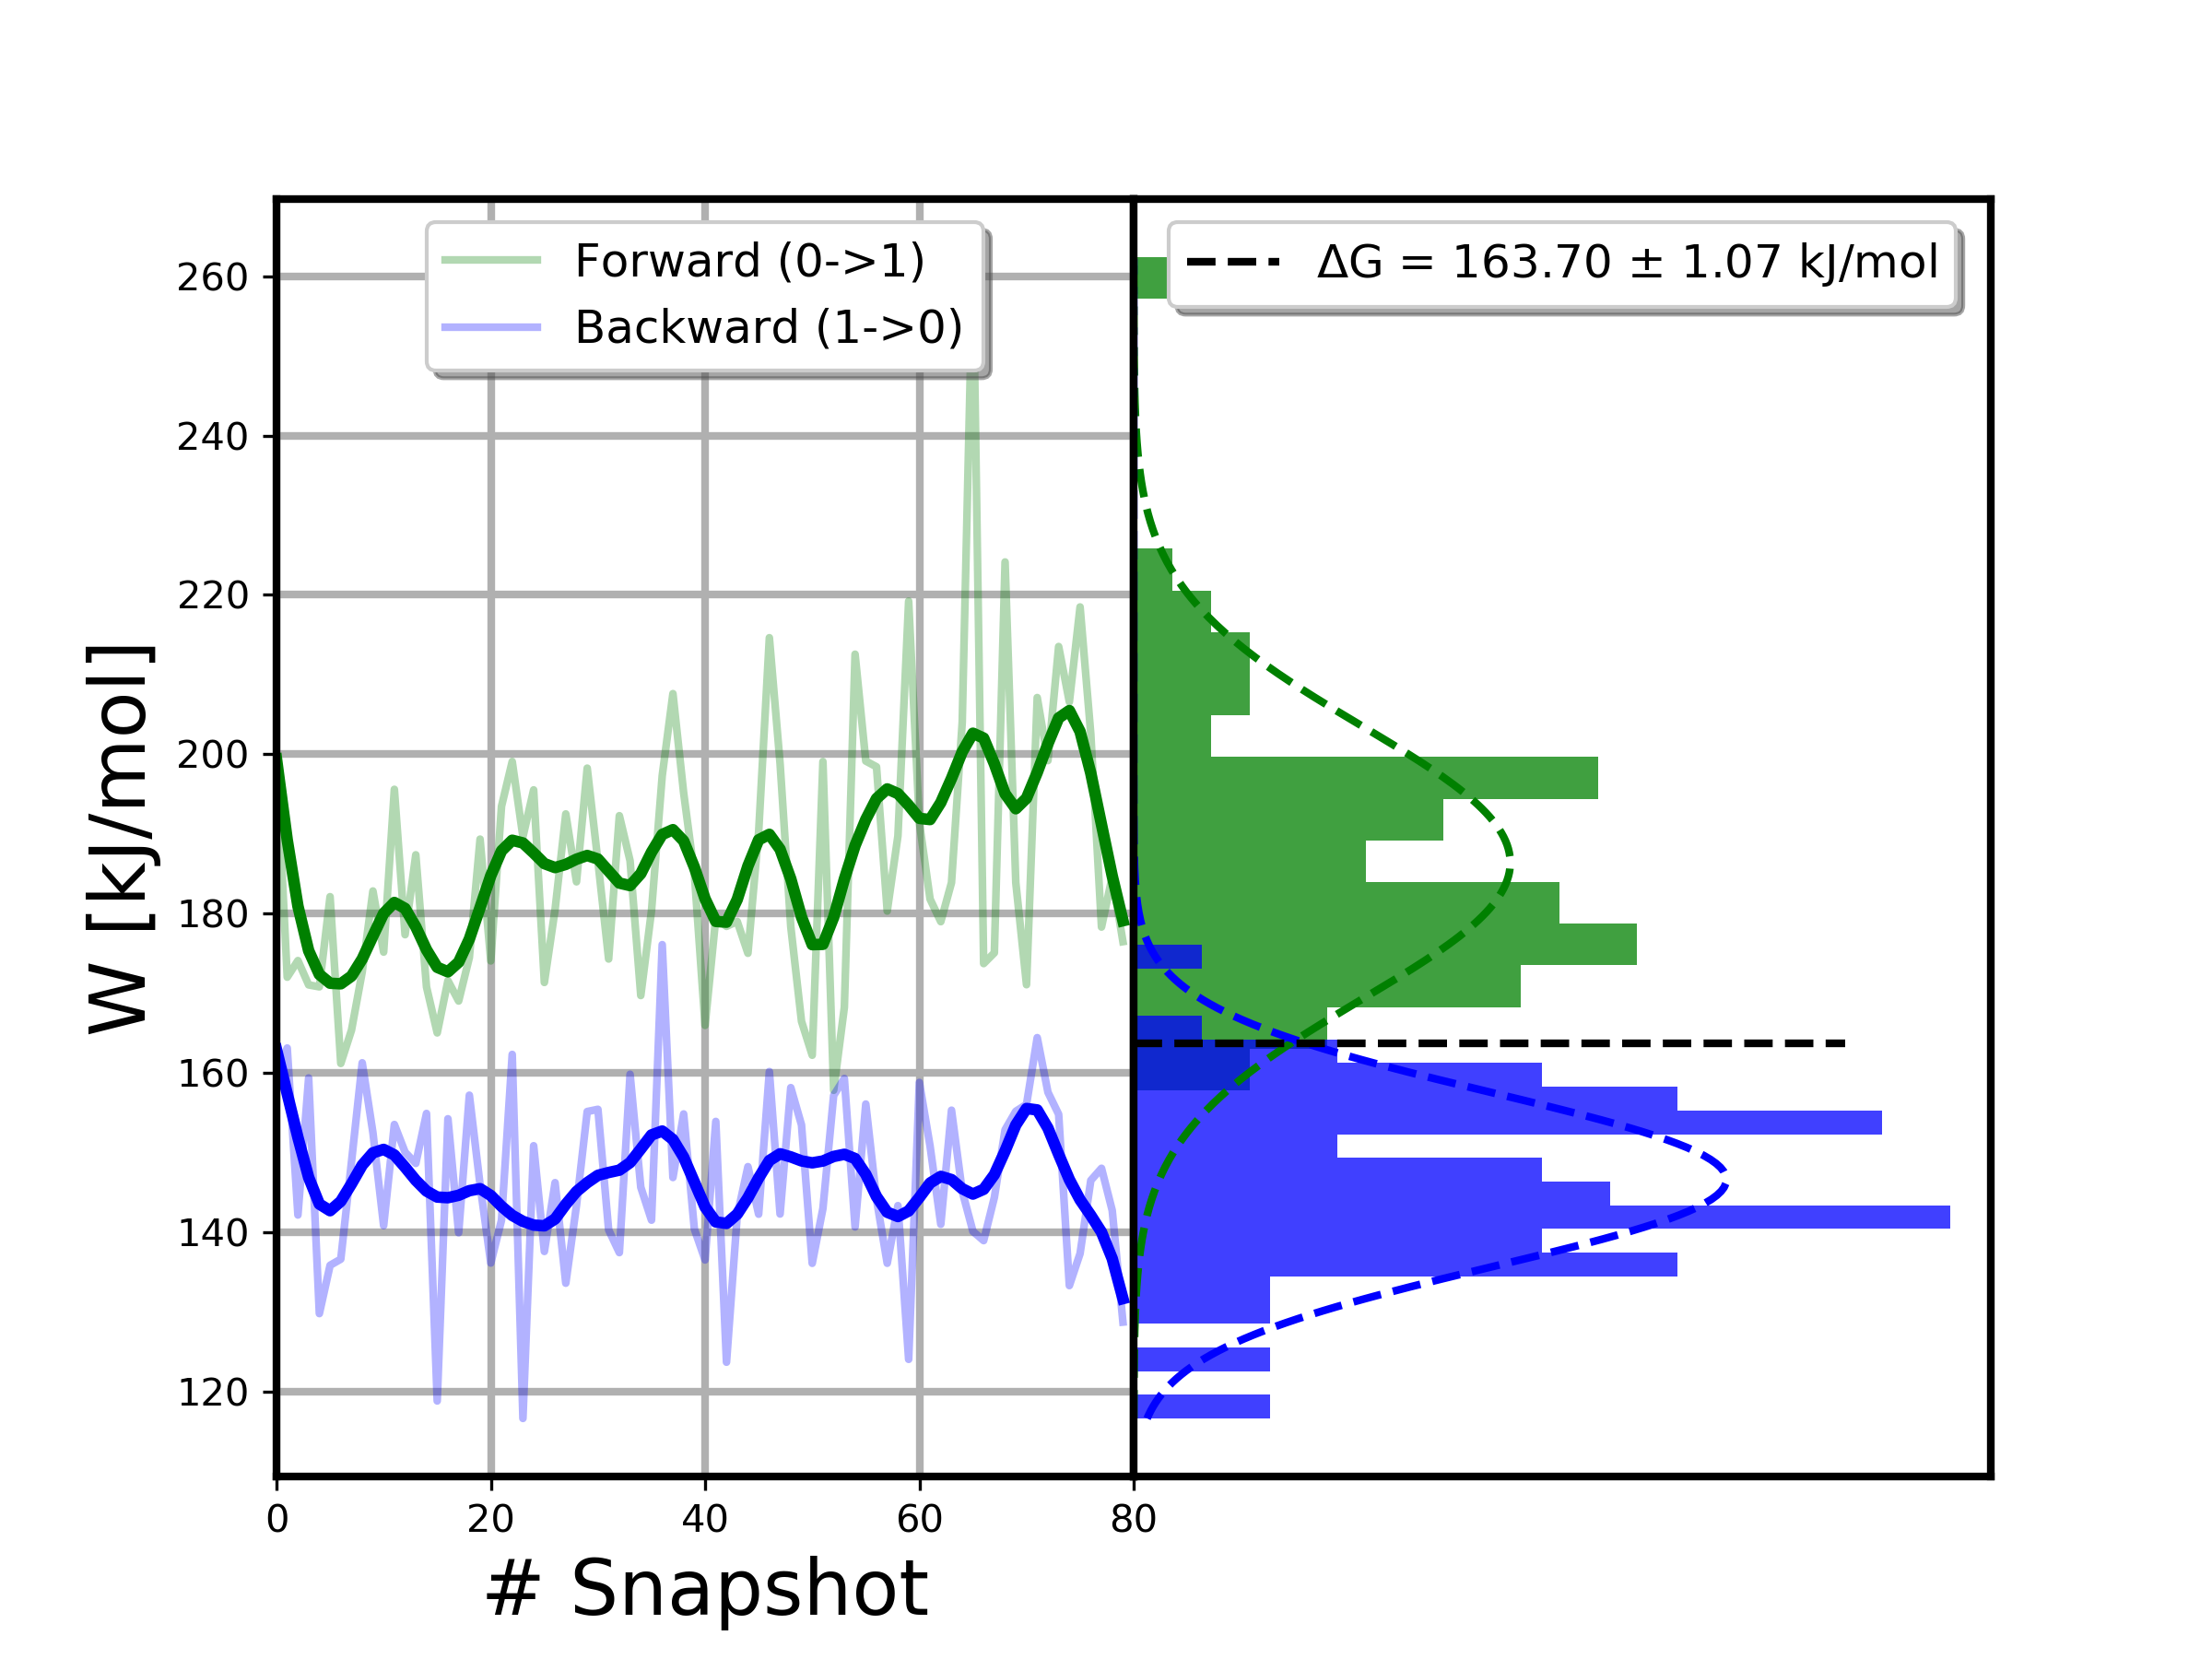 Forward (0->1)
Backward (1->0)
ΔG = 163.70 ± 1.07 kJ/mol
W [kJ/mol]
260
240
220
200
180
160
140
120
0 20 40 60 80
# Snapshot